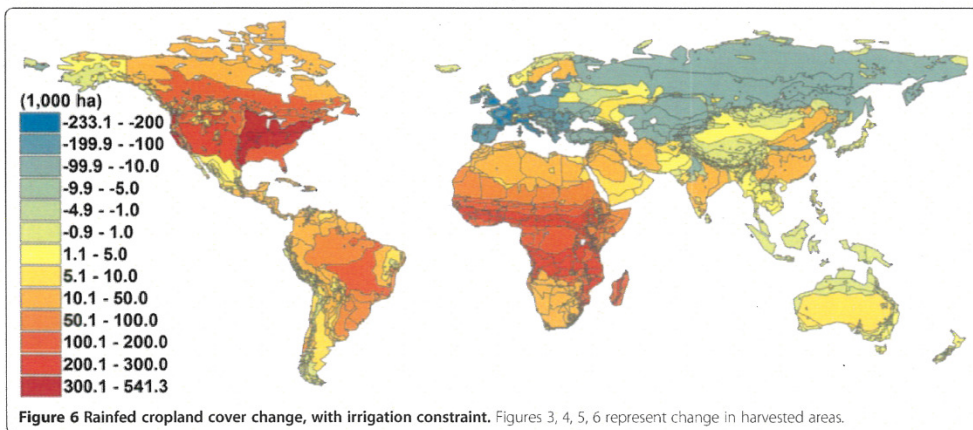 (1,000 ha)
-233.1 - -200
-199.9 - -100
-99.9 - -10.0
-9.9 - -5.0
-4.9 - -1.0
-0.9 - 1.0
1.1 - 5.0
5.1 - 10.0
10.1 - 50.0
50.1 - 100.0
100.1 - 200.0
200.1 - 300.0
300.1 - 541.3
Figure 6 Rainfed cropland cover change, with irrigation constraint. Figures 3, 4, 5, 6 represent change in harvested areas.